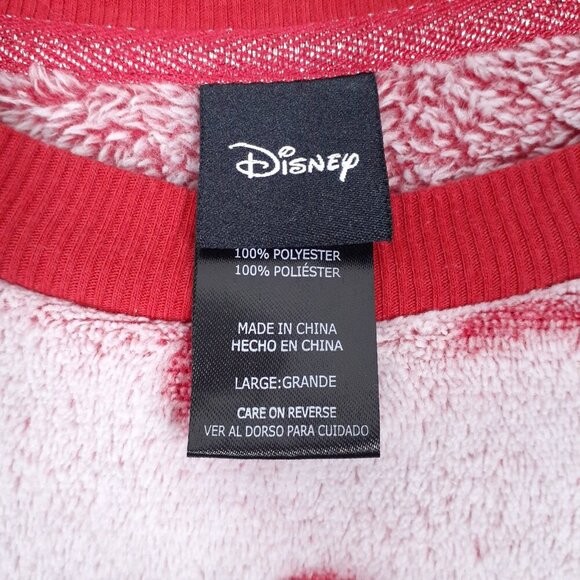 Disney
100% POLYESTER
100% POLIÉSTER
MADE IN CHINA
HECHO EN CHINA
LARGE:GRANDE
CARE ON REVERSE
VER AL DORSO PARA CUIDADO